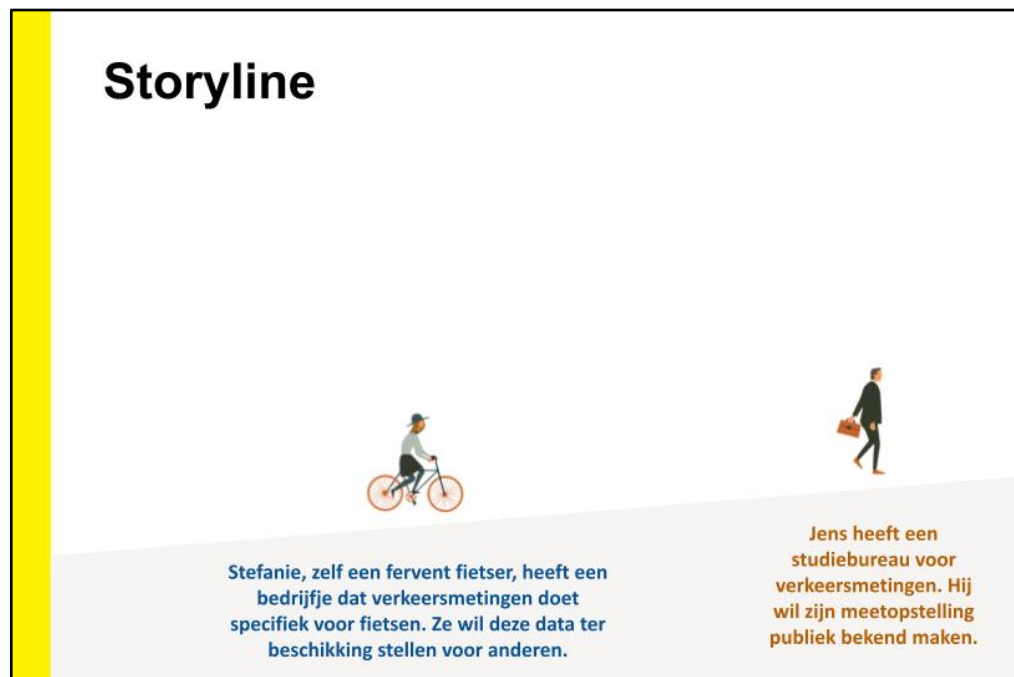 Storyline
Stefanie, zelf een fervent fietser, heeft een
bedrijfje dat verkeersmetingen doet
specifiek voor fietsen. Ze wil deze data ter
beschikking stellen voor anderen.
Jens heeft een
studiebureau voor
verkeersmetingen. Hij
wil zijn meetopstelling
publiek bekend maken.